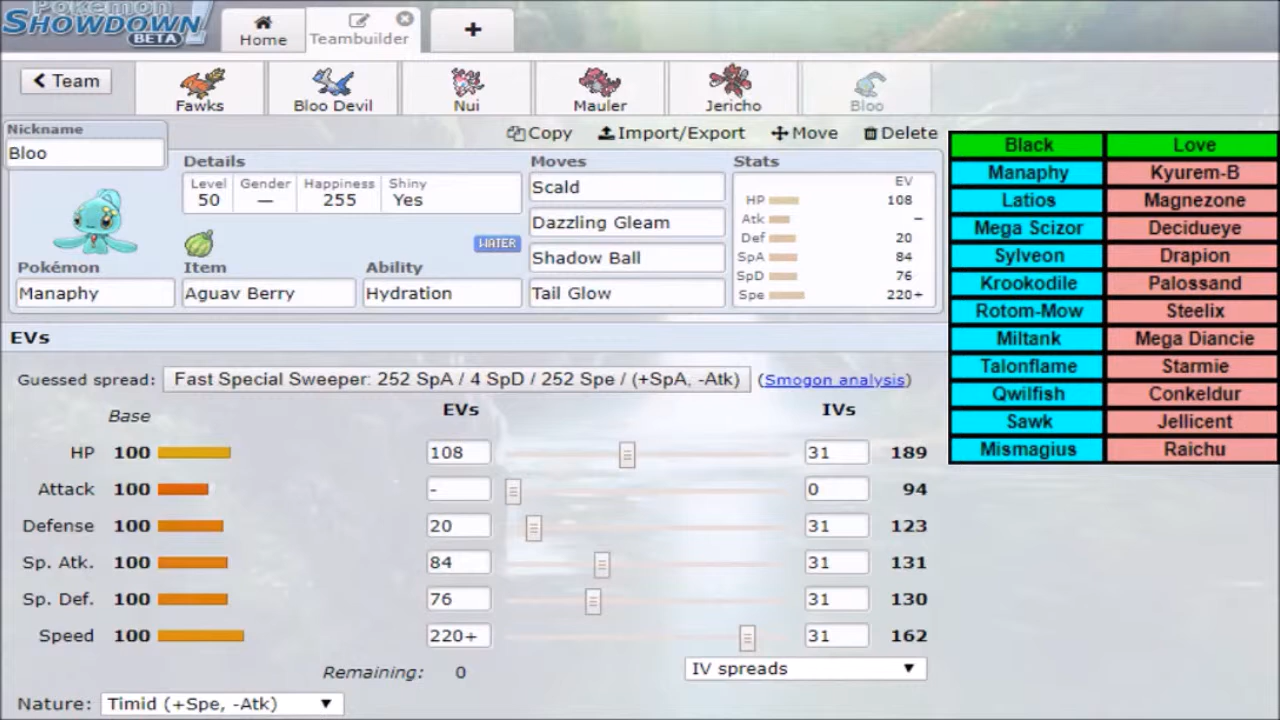 Pokémon
SHOWDOWN!
BETA
Home
Teambuilder
+
Team
Fawks
Bloo Devil
Nui
Mauler
Jericho
Bloo
Copy
Import/Export
Move
Delete
Nickname
Bloo
Details
Level
50
Gender
—
Happiness
255
Shiny
Yes
WATER
Pokémon
Manaphy
Item
Aguav Berry
Ability
Hydration
Moves
Scald
Dazzling Gleam
Shadow Ball
Tail Glow
Stats
EV
HP 108
Atk –
Def 20
SpA 84
SpD 76
Spe 220+
Black Love
Manaphy Kyurem-B
Latios Magnezone
Mega Scizor Decidueye
Sylveon Drapion
Krookodile Palossand
Rotom-Mow Steelix
Miltank Mega Diancie
Talonflame Starmie
Qwilfish Conkeldur
Sawk Jellicent
Mismagius Raichu
EVs
Guessed spread: Fast Special Sweeper: 252 SpA / 4 SpD / 252 Spe / (+SpA, -Atk) (Smogon analysis)
Base EVs IVs
HP 100 108 31 189
Attack 100 - 0 94
Defense 100 20 31 123
Sp. Atk. 100 84 31 131
Sp. Def. 100 76 31 130
Speed 100 220+ 31 162
Remaining: 0
IV spreads
Nature: Timid (+Spe, -Atk)